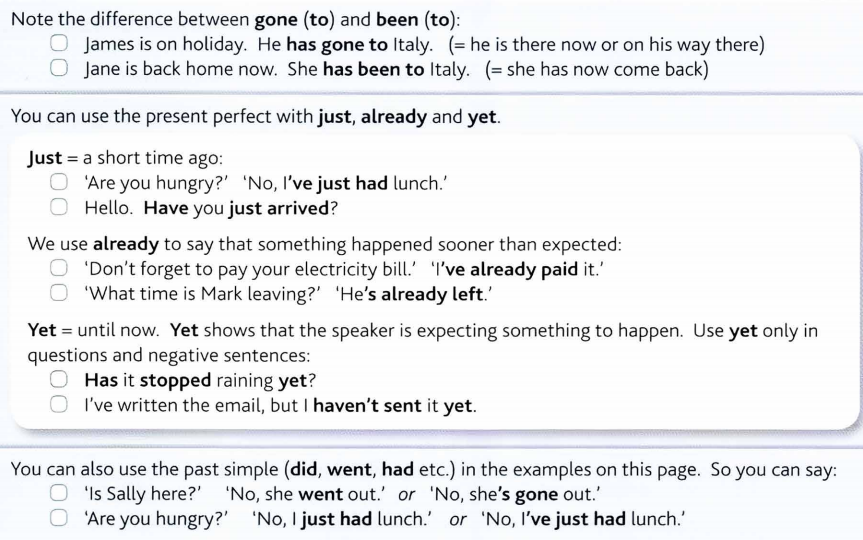 Note the difference between gone (to) and been (to):
James is on holiday. He has gone to Italy. (= he is there now or on his way there)
Jane is back home now. She has been to Italy. (= she has now come back)
You can use the present perfect with just, already and yet.
Just = a short time ago:
'Are you hungry?' 'No, I've just had lunch.'
Hello. Have you just arrived?
We use already to say that something happened sooner than expected:
'Don't forget to pay your electricity bill.' 'I've already paid it.'
'What time is Mark leaving?' 'He's already left.'
Yet = until now. Yet shows that the speaker is expecting something to happen. Use yet only in
questions and negative sentences:
Has it stopped raining yet?
I've written the email, but I haven't sent it yet.
You can also use the past simple (did, went, had etc.) in the examples on this page. So you can say:
'Is Sally here?' 'No, she went out.' or 'No, she's gone out.'
'Are you hungry?' 'No, I just had lunch.' or 'No, I've just had lunch.'